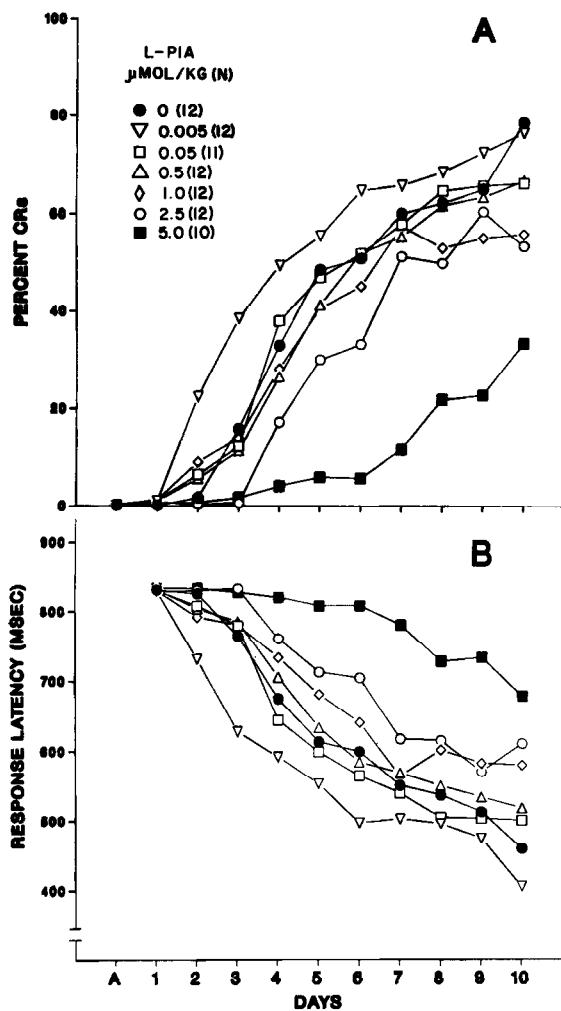 A
L-PIA
μMOL/KG (N)
0 (12)
0.005 (12)
0.05 (11)
0.5 (12)
1.0 (12)
2.5 (12)
5.0 (10)
100
80
60
40
20
0
PERCENT CRs
B
900
800
700
600
500
400
RESPONSE LATENCY (MSEC)
A 1 2 3 4 5 6 7 8 9 10
DAYS